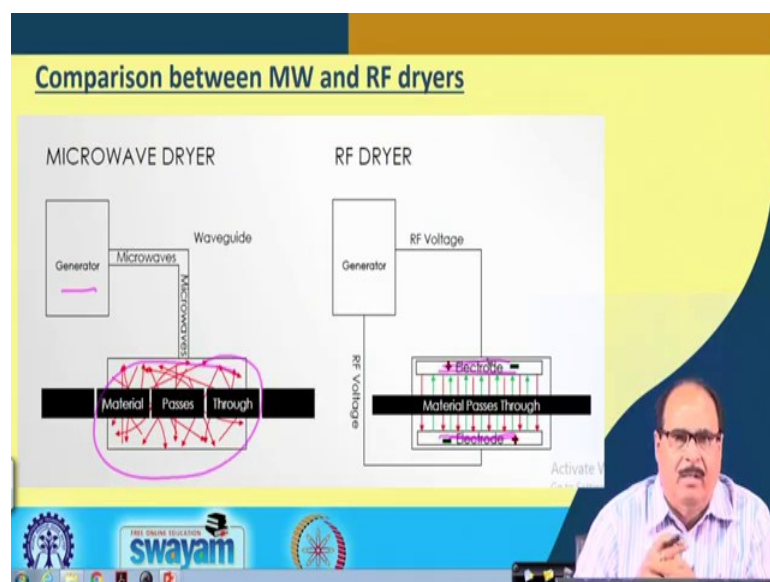 Comparison between MW and RF dryers
MICROWAVE DRYER
RF DRYER
Generator
Microwaves
Waveguide
Microwaves
Material Passes Through
Generator
RF Voltage
RF Voltage
+ Electrode -
Material Passes Through
- Electrode +
Activate W
FREE ONLINE EDUCATION
swayam